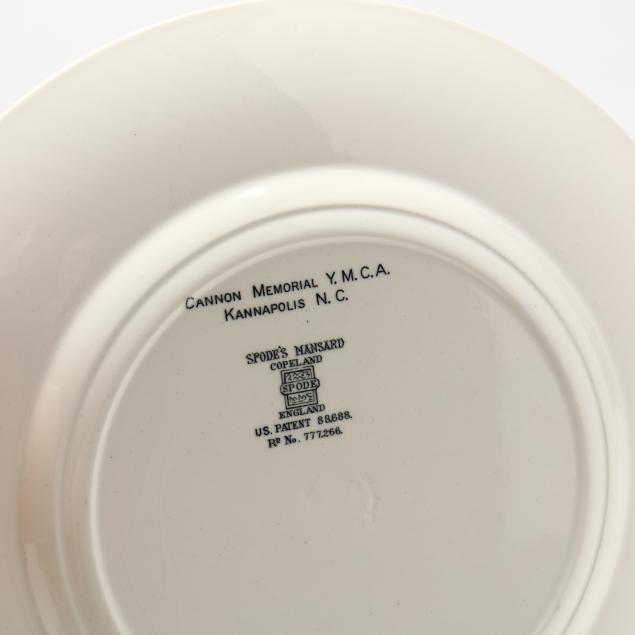 CANNON MEMORIAL Y.M.C.A.
KANNAPOLIS N.C.
SPODE'S MANSARD
COPELAND
SPODE
ENGLAND
US. PATENT 88,688.
Rᴰ No. 777,266.